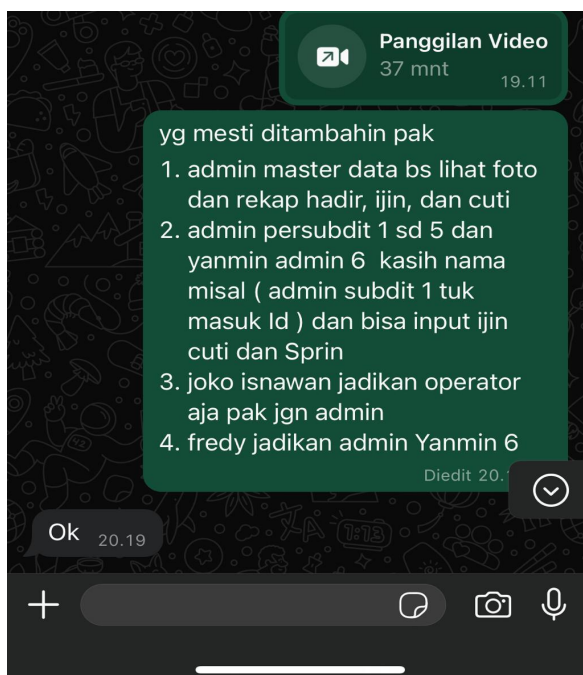 Panggilan Video
37 mnt
19.11
yg mesti ditambahin pak
1. admin master data bs lihat foto
dan rekap hadir, ijin, dan cuti
2. admin persubdit 1 sd 5 dan
yanmin admin 6 kasih nama
misal ( admin subdit 1 tuk
masuk Id ) dan bisa input ijin
cuti dan Sprin
3. joko isnawan jadikan operator
aja pak jgn admin
4. fredy jadikan admin Yanmin 6
Diedit 20.
Ok 20.19